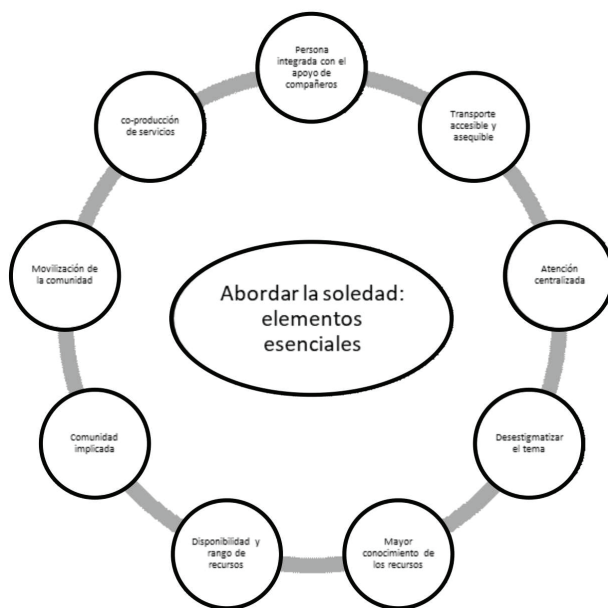 Persona
integrada con el
apoyo de
compañeros
Transporte
accesible y
asequible
Atención
centralizada
Desestigmatizar
el tema
Mayor
conocimiento de
los recursos
Disponibilidad y
rango de
recursos
Comunidad
implicada
Movilización de
la comunidad
co-producción
de servicios
Abordar la soledad:
elementos
esenciales